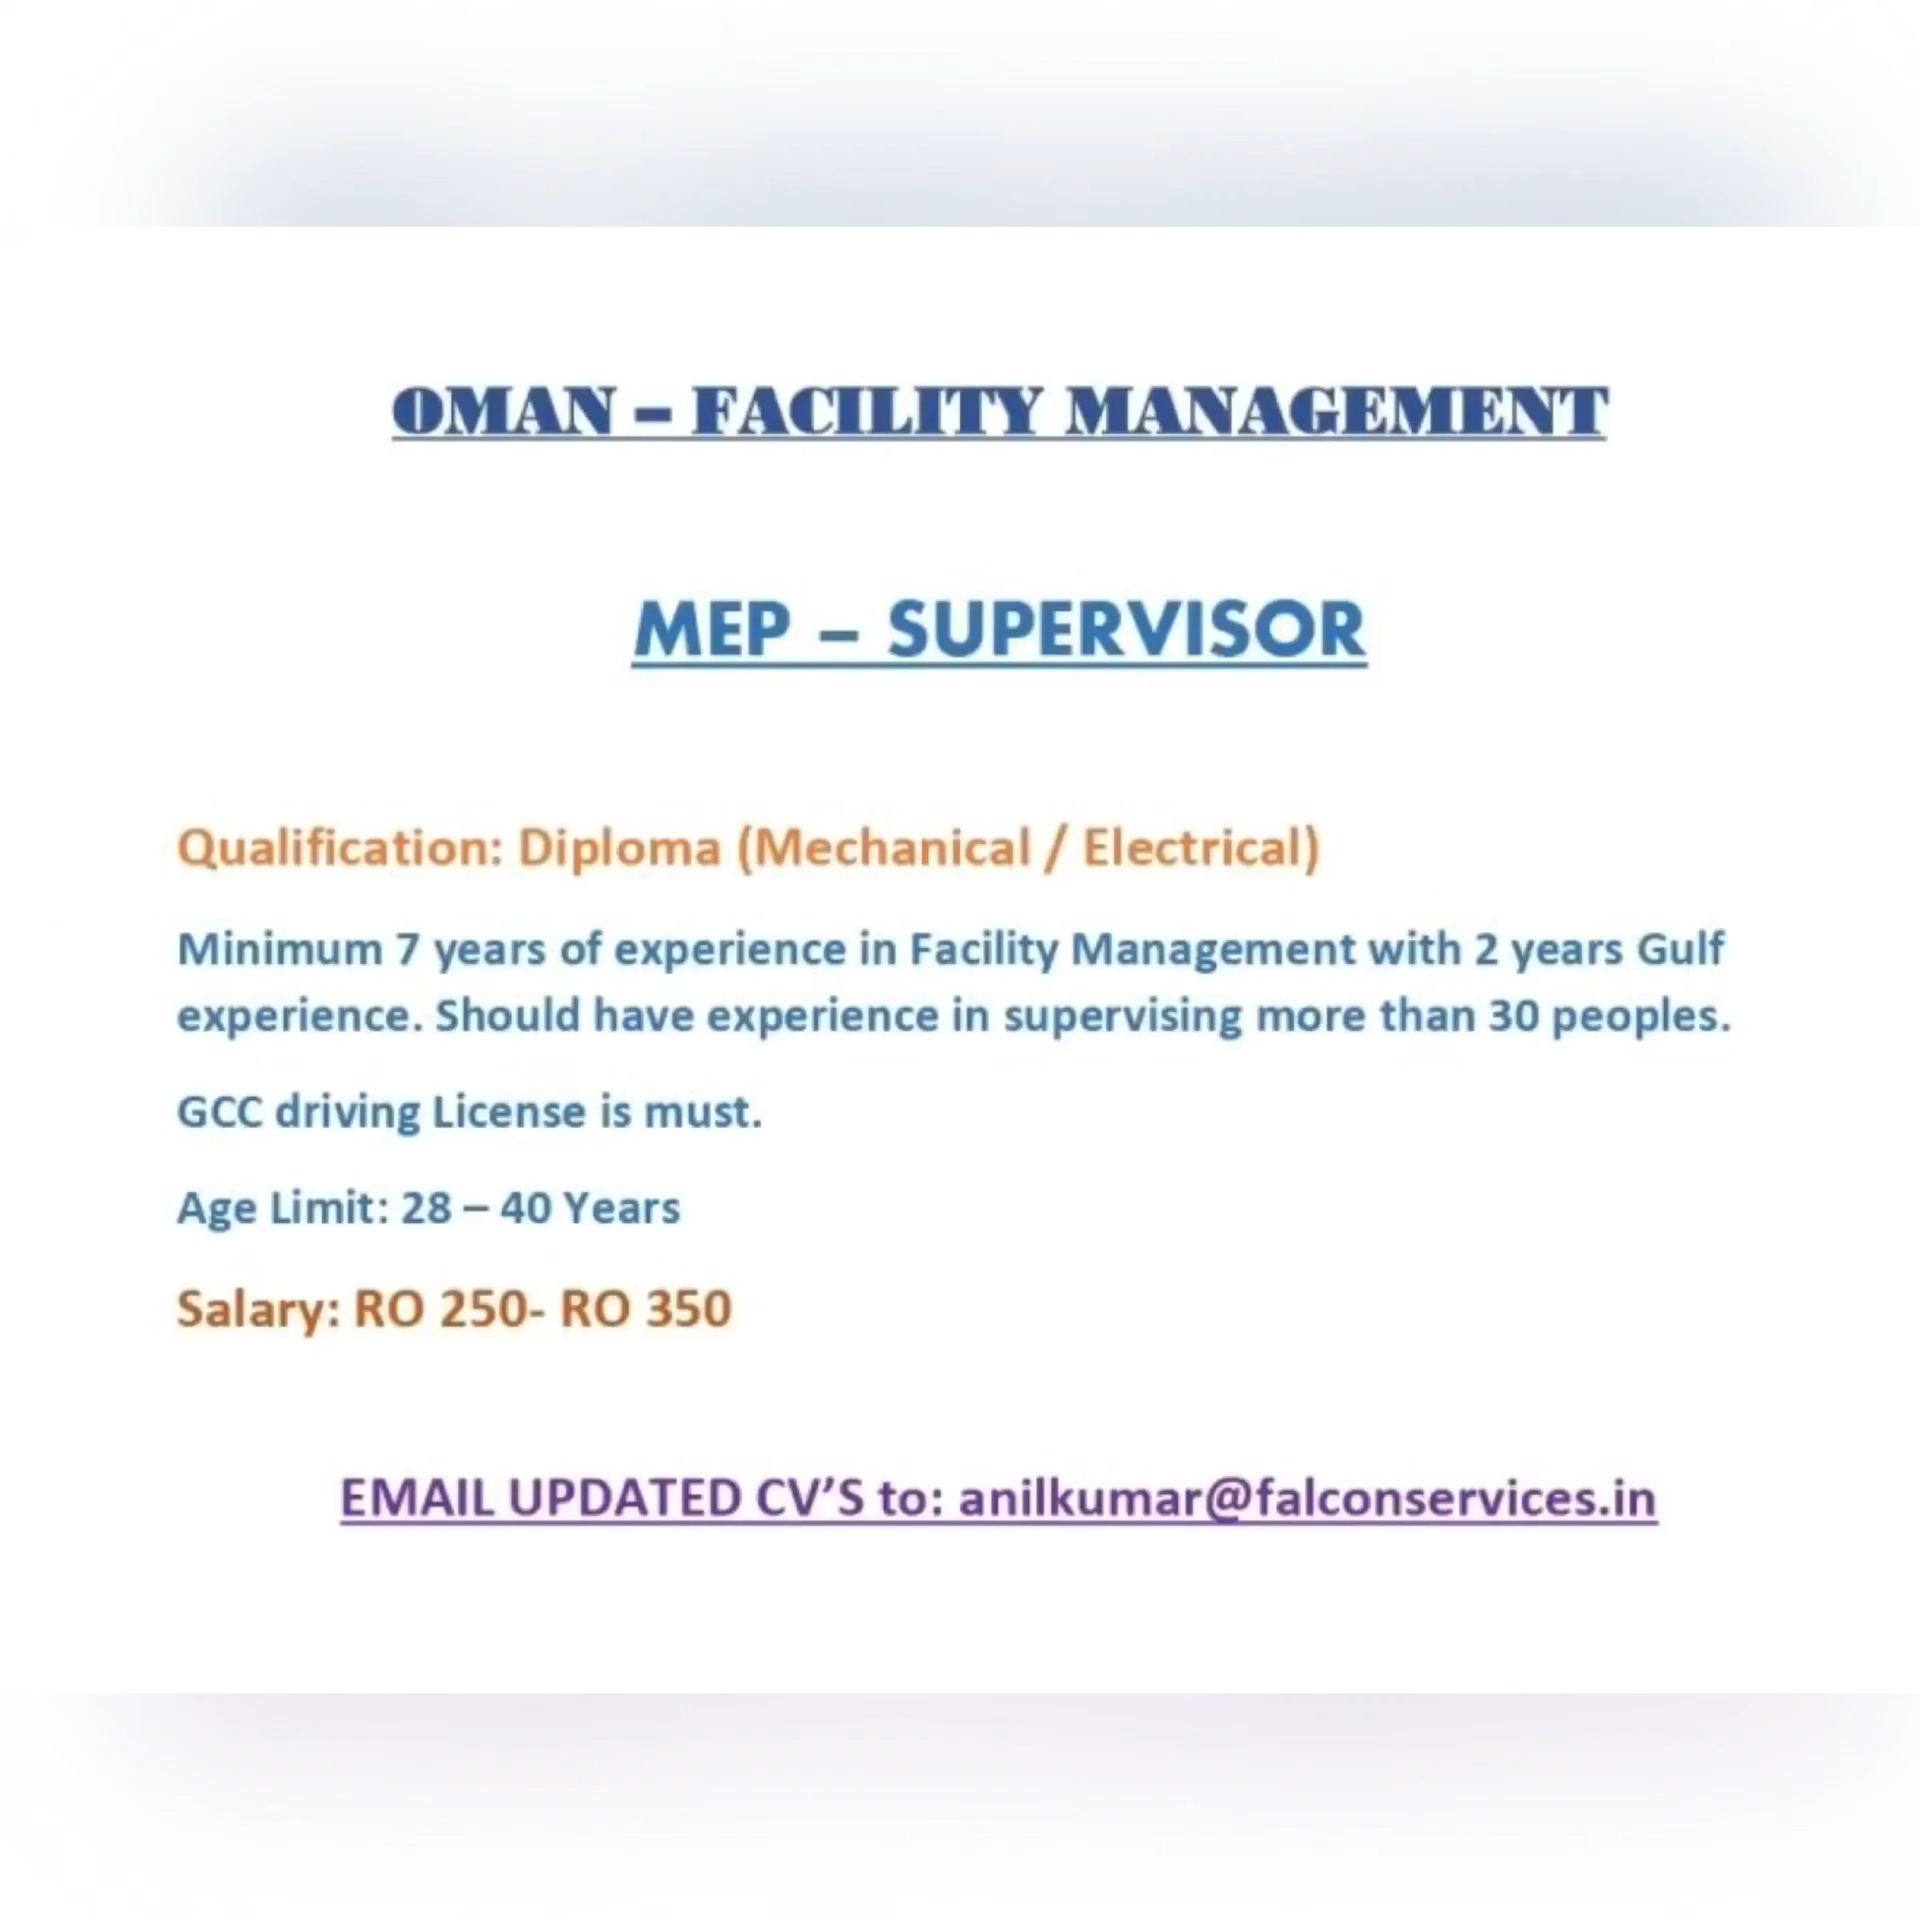 OMAN – FACILITY MANAGEMENT
MEP – SUPERVISOR
Qualification: Diploma (Mechanical / Electrical)
Minimum 7 years of experience in Facility Management with 2 years Gulf
experience. Should have experience in supervising more than 30 peoples.
GCC driving License is must.
Age Limit: 28 – 40 Years
Salary: RO 250- RO 350
EMAIL UPDATED CV’S to: anilkumar@falconservices.in